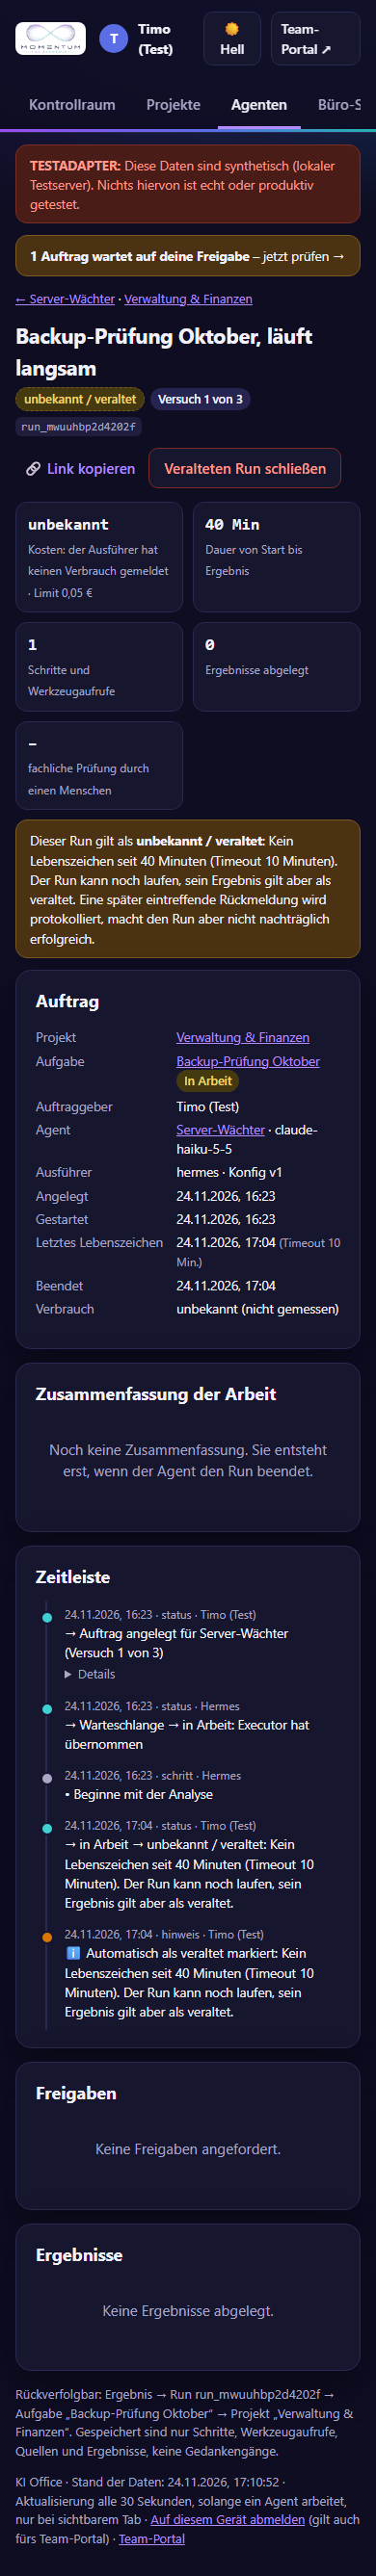 MOMENTUM
T
Timo
(Test)
Hell
Team-
Portal ↗
Kontrollraum
Projekte
Agenten
Büro-S
TESTADAPTER: Diese Daten sind synthetisch (lokaler
Testserver). Nichts hiervon ist echt oder produktiv
getestet.
1 Auftrag wartet auf deine Freigabe – jetzt prüfen →
← Server-Wächter · Verwaltung & Finanzen
Backup-Prüfung Oktober, läuft
langsam
unbekannt / veraltet
Versuch 1 von 3
run_mwuuhbp2d4202f
Link kopieren
Veralteten Run schließen
unbekannt
Kosten: der Ausführer hat
keinen Verbrauch gemeldet
· Limit 0,05 €
40 Min
Dauer von Start bis
Ergebnis
1
Schritte und
Werkzeugaufrufe
0
Ergebnisse abgelegt
–
fachliche Prüfung durch
einen Menschen
Dieser Run gilt als unbekannt / veraltet: Kein
Lebenszeichen seit 40 Minuten (Timeout 10 Minuten).
Der Run kann noch laufen, sein Ergebnis gilt aber als
veraltet. Eine später eintreffende Rückmeldung wird
protokolliert, macht den Run aber nicht nachträglich
erfolgreich.
Auftrag
Projekt
Verwaltung & Finanzen
Aufgabe
Backup-Prüfung Oktober
In Arbeit
Auftraggeber
Timo (Test)
Agent
Server-Wächter · claude-
haiku-5-5
Ausführer
hermes · Konfig v1
Angelegt
24.11.2026, 16:23
Gestartet
24.11.2026, 16:23
Letztes Lebenszeichen
24.11.2026, 17:04 (Timeout 10
Min.)
Beendet
24.11.2026, 17:04
Verbrauch
unbekannt (nicht gemessen)
Zusammenfassung der Arbeit
Noch keine Zusammenfassung. Sie entsteht
erst, wenn der Agent den Run beendet.
Zeitleiste
24.11.2026, 16:23 · status · Timo (Test)
→ Auftrag angelegt für Server-Wächter
(Versuch 1 von 3)
▶ Details
24.11.2026, 16:23 · status · Hermes
→ Warteschlange → in Arbeit: Executor hat
übernommen
24.11.2026, 16:23 · schritt · Hermes
• Beginne mit der Analyse
24.11.2026, 17:04 · status · Timo (Test)
→ in Arbeit → unbekannt / veraltet: Kein
Lebenszeichen seit 40 Minuten (Timeout 10
Minuten). Der Run kann noch laufen, sein
Ergebnis gilt aber als veraltet.
24.11.2026, 17:04 · hinweis · Timo (Test)
ℹ️ Automatisch als veraltet markiert: Kein
Lebenszeichen seit 40 Minuten (Timeout 10
Minuten). Der Run kann noch laufen, sein
Ergebnis gilt aber als veraltet.
Freigaben
Keine Freigaben angefordert.
Ergebnisse
Keine Ergebnisse abgelegt.
Rückverfolgbar: Ergebnis → Run run_mwuuhbp2d4202f →
Aufgabe „Backup-Prüfung Oktober“ → Projekt „Verwaltung &
Finanzen“. Gespeichert sind nur Schritte, Werkzeugaufrufe,
Quellen und Ergebnisse, keine Gedankengänge.
KI Office · Stand der Daten: 24.11.2026, 17:10:52 ·
Aktualisierung alle 30 Sekunden, solange ein Agent arbeitet,
nur bei sichtbarem Tab · Auf diesem Gerät abmelden (gilt auch
fürs Team-Portal) · Team-Portal